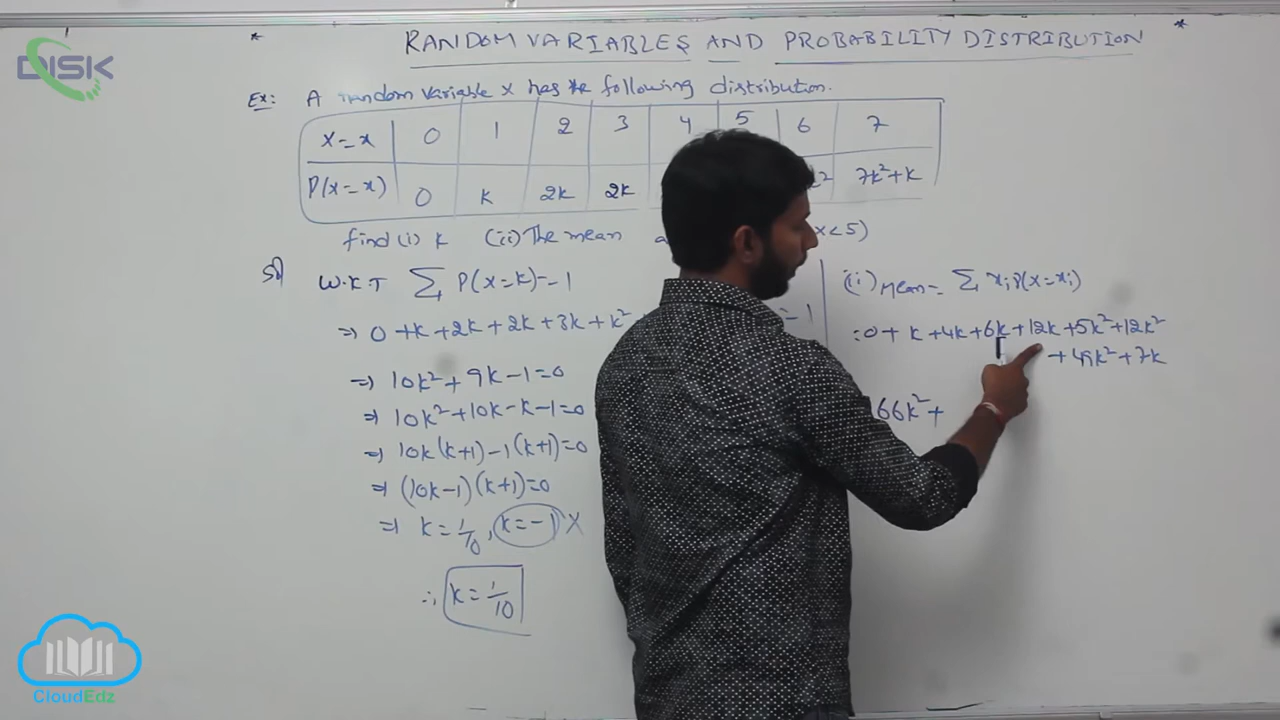 DISK
RANDOM VARIABLES AND PROBABILITY DISTRIBUTION
Ex: A random variable x has the following distribution.
X=x 0 1 2 3 4 5 6 7
P(x=x) 0 k 2k 2k 7k²+k
find (i) k (ii) The mean x<5)
Sol W.K.T ∑ P(x=k)=1
⇒ 0+k+2k+2k+3k+k² =1
⇒ 10k²+9k-1=0
⇒ 10k²+10k-k-1=0
⇒ 10k(k+1)-1(k+1)=0
⇒ (10k-1)(k+1)=0
⇒ k=1/10, k=-1 X
∴ k=1/10
(ii) Mean= ∑ xi P(x=xi)
=0+k+4k+6k+12k+5k²+12k²
+49k²+7k
66k²+
CloudEdz